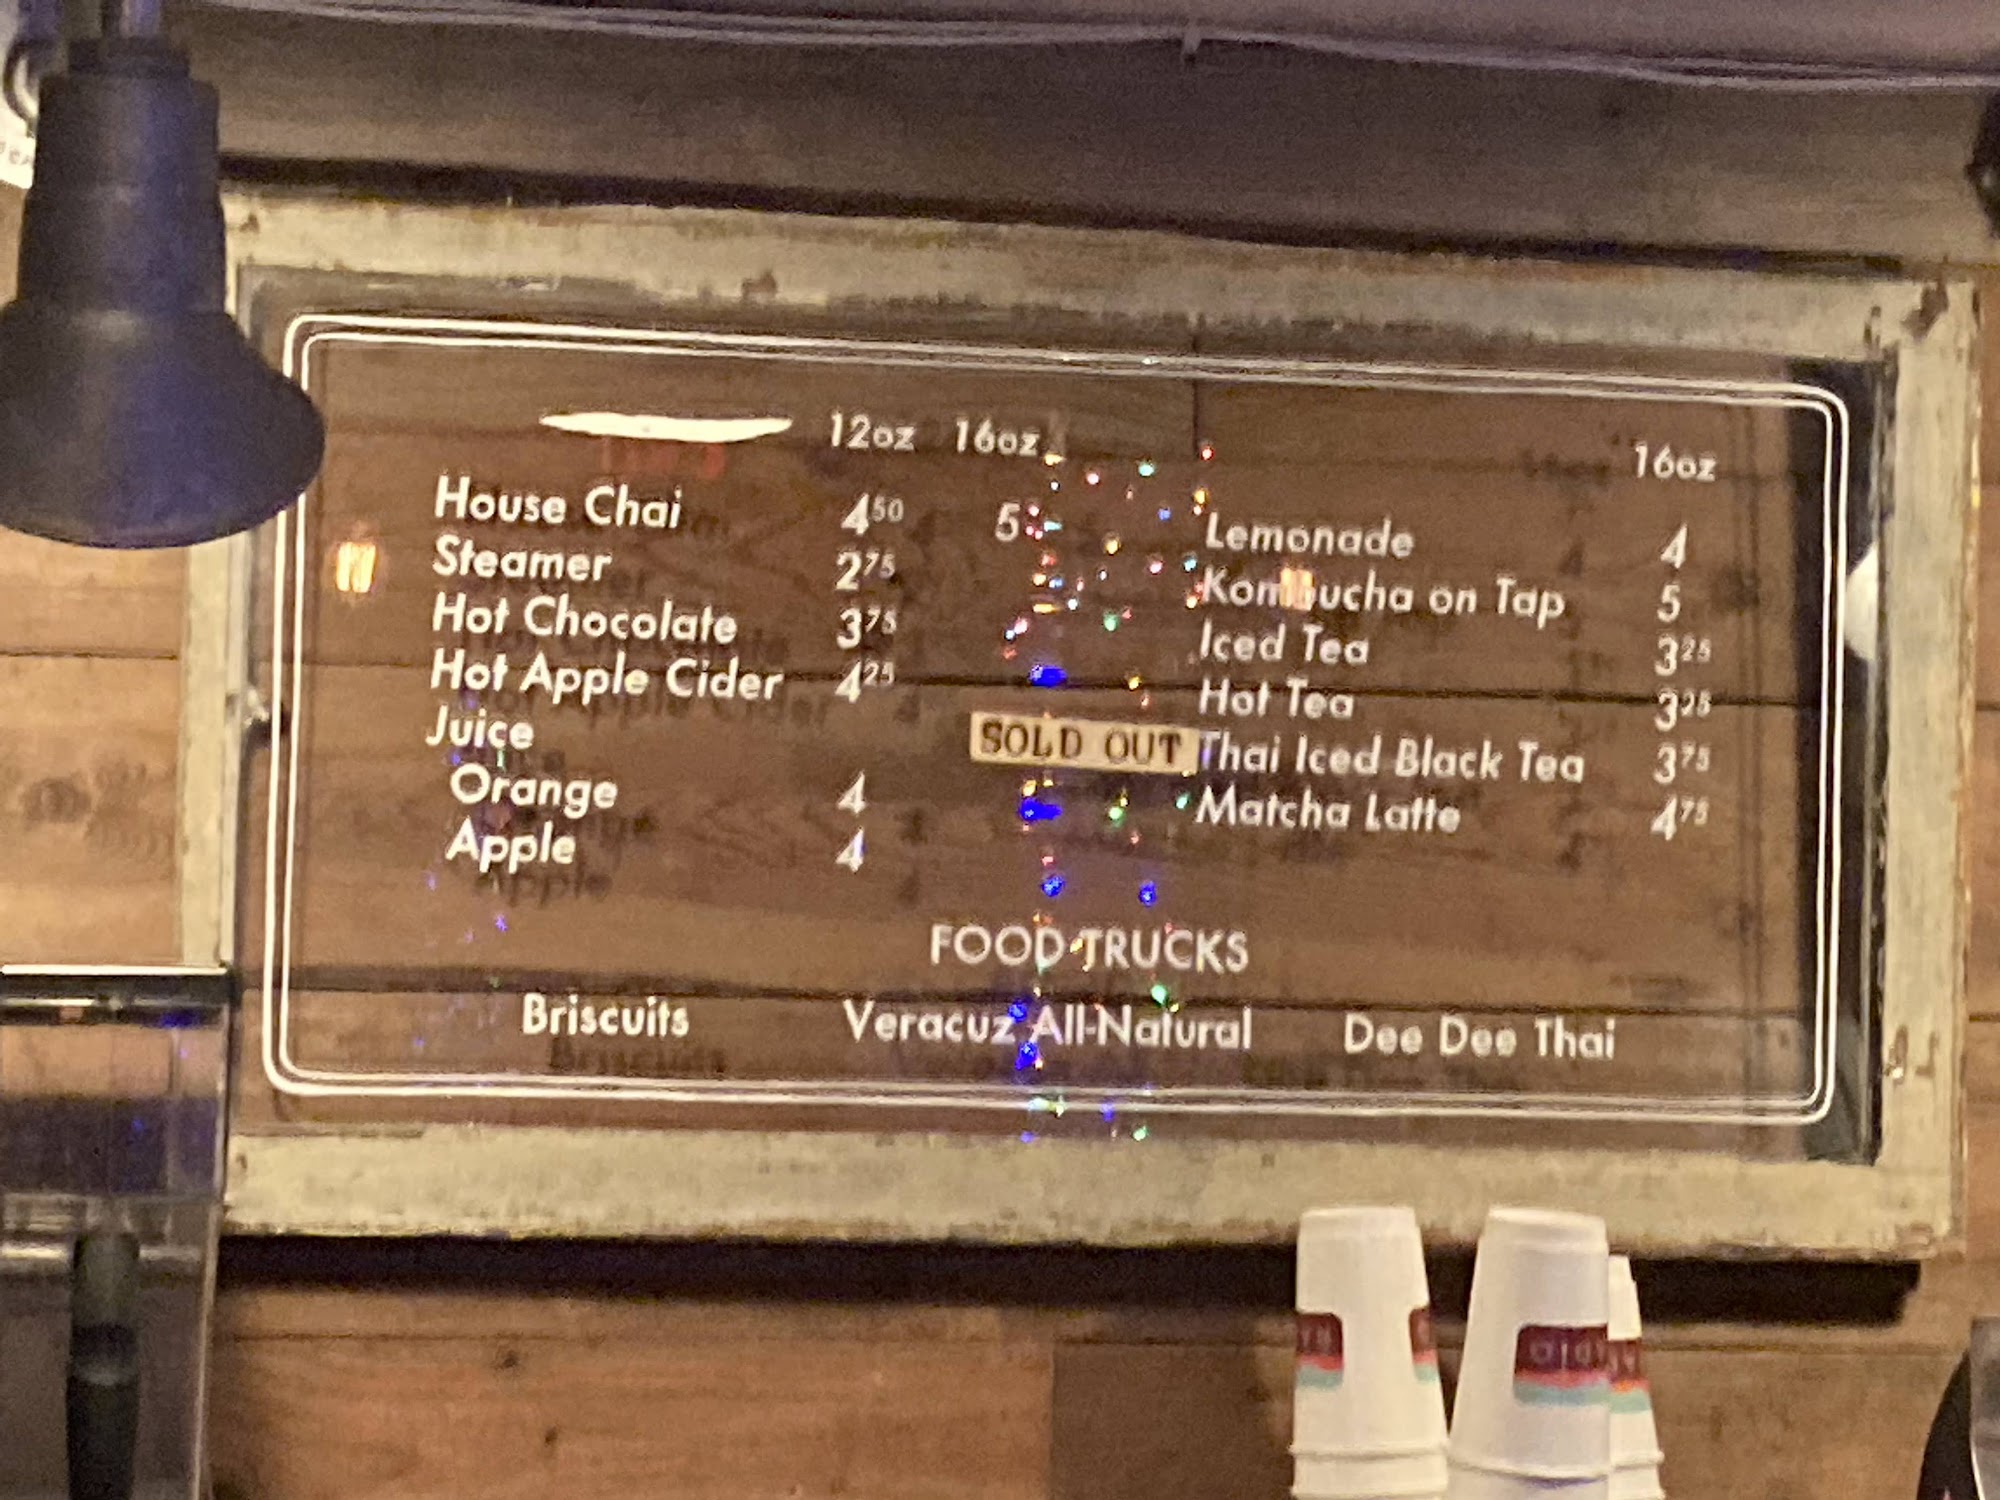 12oz 16oz
House Chai 4⁵⁰ 5
Steamer 2⁷⁵
Hot Chocolate 3⁷⁵
Hot Apple Cider 4²⁵
Juice
Orange 4
Apple 4
16oz
Lemonade 4
Kombucha on Tap 5
Iced Tea 3²⁵
Hot Tea 3²⁵
SOLD OUT Thai Iced Black Tea 3⁷⁵
Matcha Latte 4⁷⁵
FOOD TRUCKS
Briscuits Veracuz All-Natural Dee Dee Thai